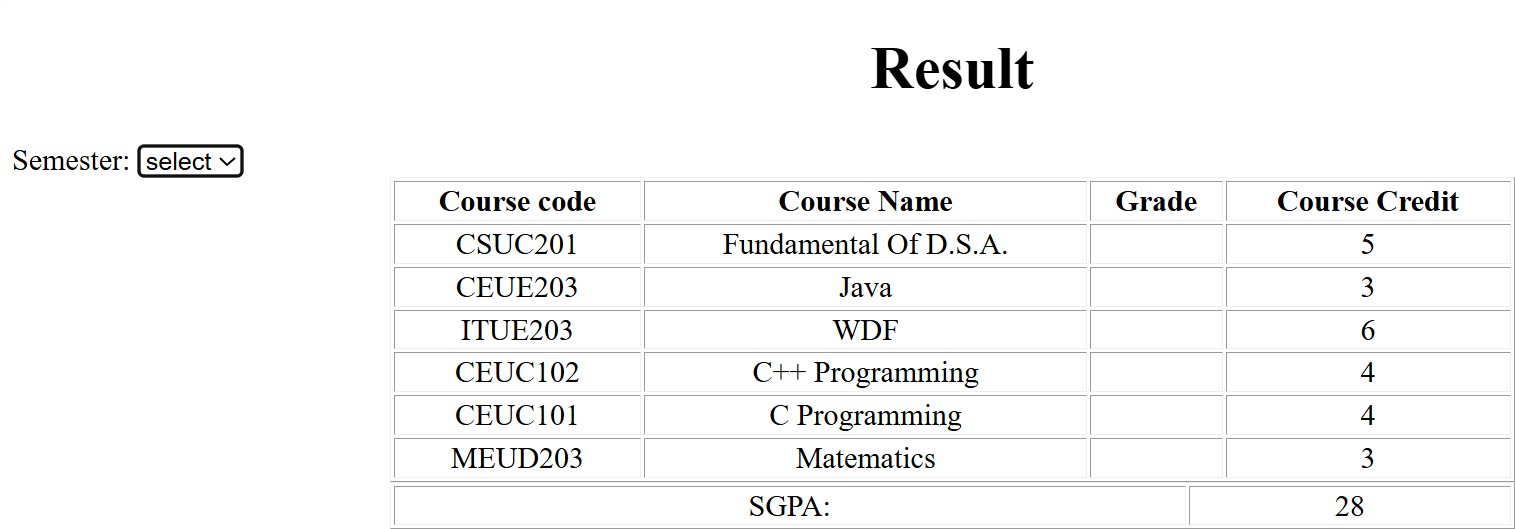 Result
Semester: select
Course code Course Name Grade Course Credit
CSUC201 Fundamental Of D.S.A. 5
CEUE203 Java 3
ITUE203 WDF 6
CEUC102 C++ Programming 4
CEUC101 C Programming 4
MEUD203 Matematics 3
SGPA: 28